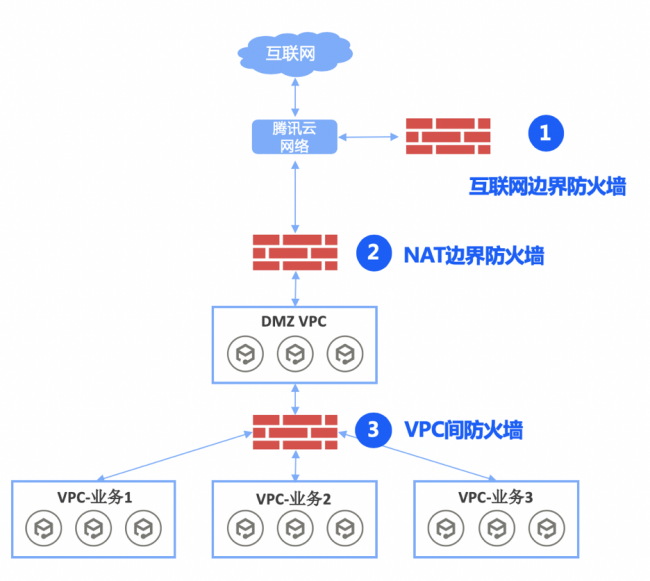 互联网
腾讯云
网络
1
互联网边界防火墙
2
NAT边界防火墙
DMZ VPC
3
VPC间防火墙
VPC-业务1
VPC-业务2
VPC-业务3